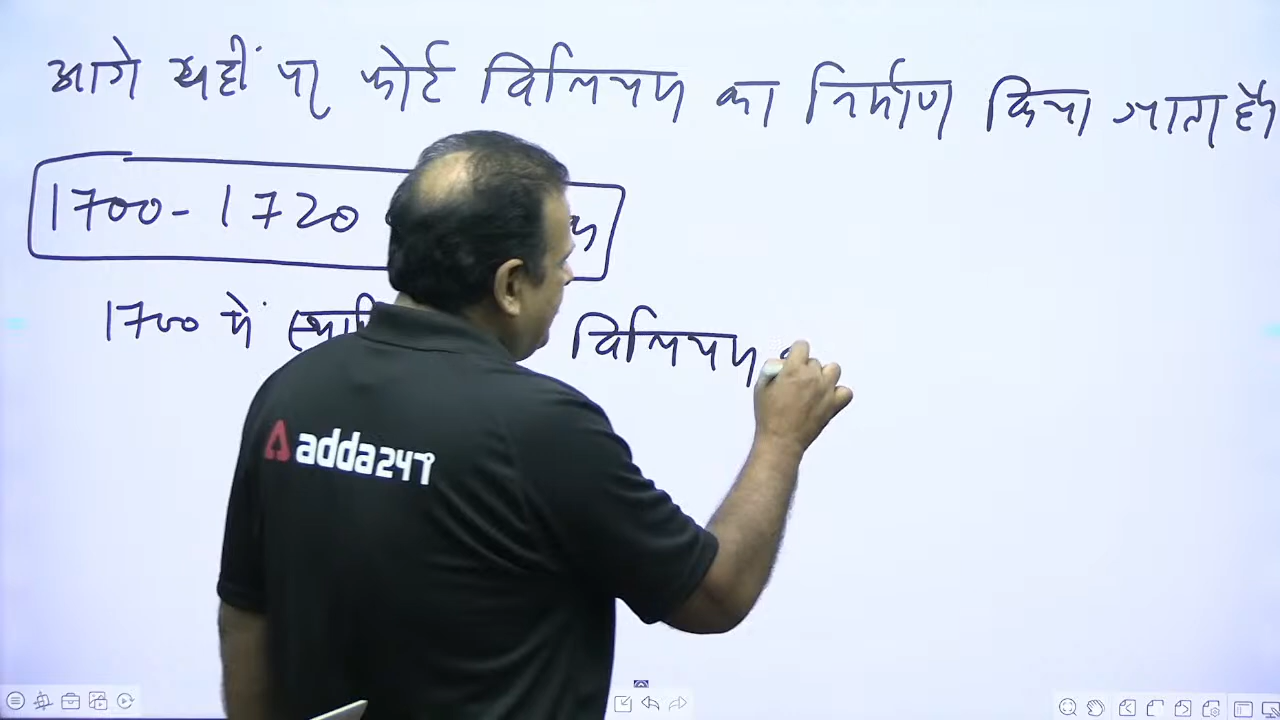 आगे यहीं पर फोर्ट विलियम का निर्माण किया जाता है
1700-1720
1700 में विलियम
adda247